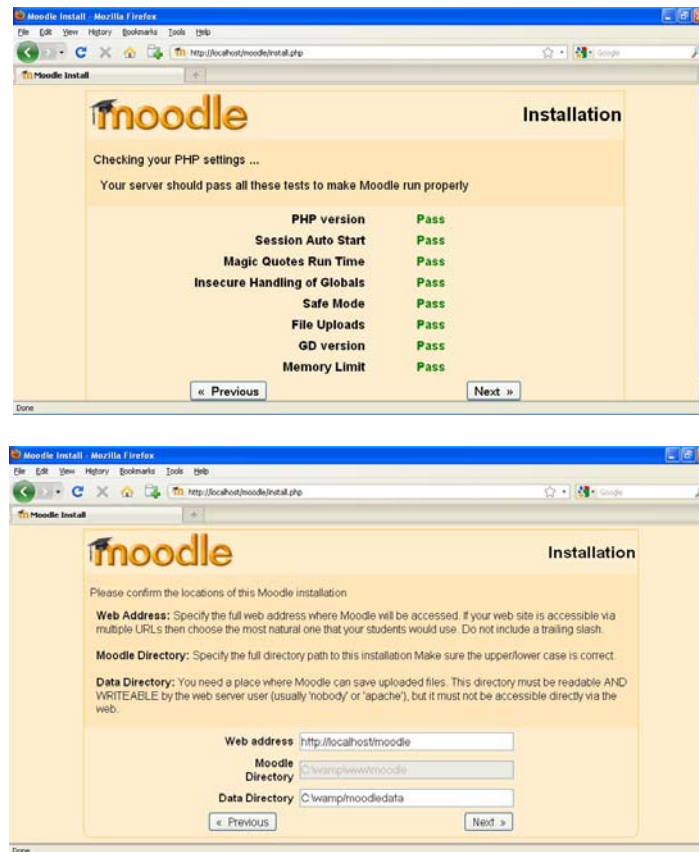 Moodle Install - Mozilla Firefox
File Edit View History Bookmarks Tools Help
http://localhost/moodle/install.php
Google
Moodle Install
moodle
Installation
Checking your PHP settings ...
Your server should pass all these tests to make Moodle run properly
PHP version Pass
Session Auto Start Pass
Magic Quotes Run Time Pass
Insecure Handling of Globals Pass
Safe Mode Pass
File Uploads Pass
GD version Pass
Memory Limit Pass
« Previous Next »
Done
Moodle Install - Mozilla Firefox
File Edit View History Bookmarks Tools Help
http://localhost/moodle/install.php
Google
Moodle Install
moodle
Installation
Please confirm the locations of this Moodle installation
Web Address: Specify the full web address where Moodle will be accessed. If your web site is accessible via
multiple URLs then choose the most natural one that your students would use. Do not include a trailing slash.
Moodle Directory: Specify the full directory path to this installation Make sure the upper/lower case is correct.
Data Directory: You need a place where Moodle can save uploaded files. This directory must be readable AND
WRITEABLE by the web server user (usually 'nobody' or 'apache'), but it must not be accessible directly via the
web.
Web address http://localhost/moodle
Moodle
Directory C:\wamp\www\moodle
Data Directory C:\wamp/moodledata
« Previous Next »
Done